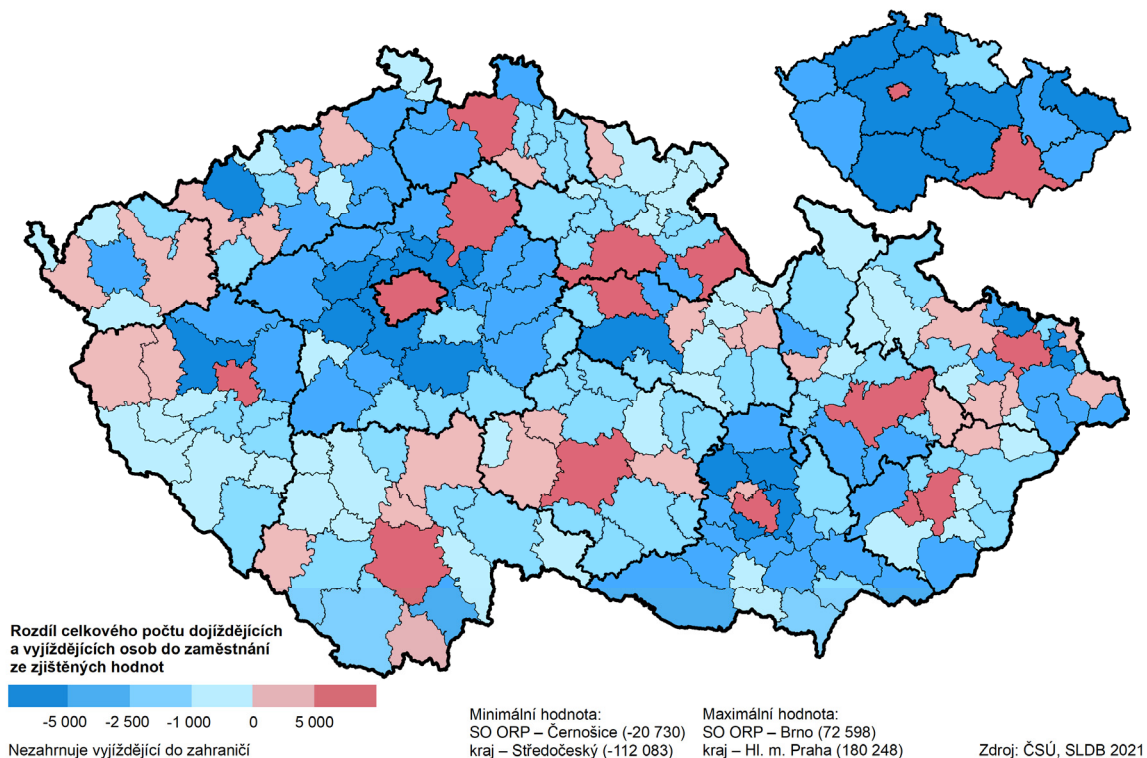 Rozdíl celkového počtu dojíždějících
a vyjíždějících osob do zaměstnání
ze zjištěných hodnot
-5 000 -2 500 -1 000 0 5 000
Nezahrnuje vyjíždějící do zahraničí
Minimální hodnota:
SO ORP – Černošice (-20 730)
kraj – Středočeský (-112 083)
Maximální hodnota:
SO ORP – Brno (72 598)
kraj – Hl. m. Praha (180 248)
Zdroj: ČSÚ, SLDB 2021